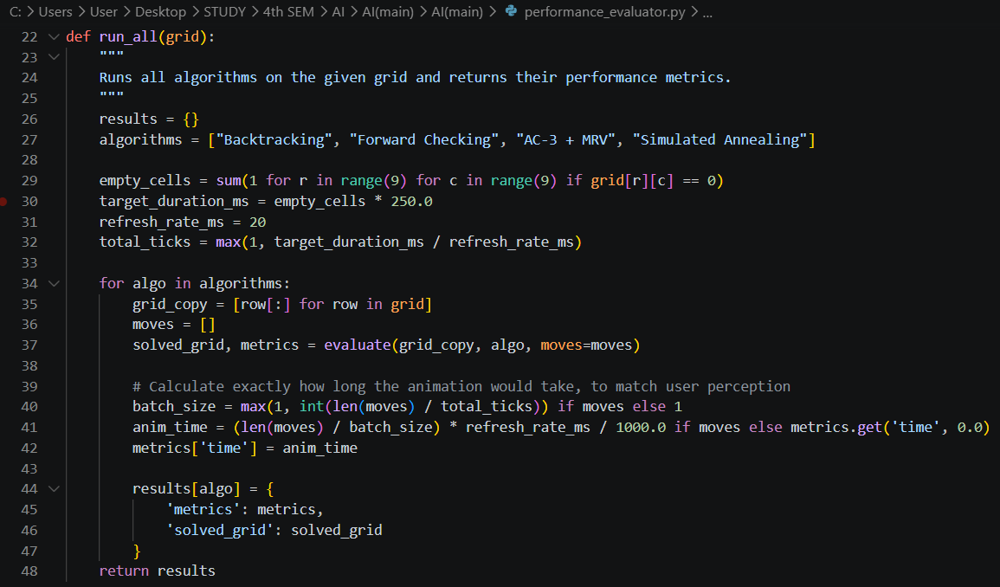 C: > Users > User > Desktop > STUDY > 4th SEM > AI > AI(main) > AI(main) > performance_evaluator.py > ...
22 def run_all(grid):
23     """
24     Runs all algorithms on the given grid and returns their performance metrics.
25     """
26     results = {}
27     algorithms = ["Backtracking", "Forward Checking", "AC-3 + MRV", "Simulated Annealing"]
28
29     empty_cells = sum(1 for r in range(9) for c in range(9) if grid[r][c] == 0)
30     target_duration_ms = empty_cells * 250.0
31     refresh_rate_ms = 20
32     total_ticks = max(1, target_duration_ms / refresh_rate_ms)
33
34     for algo in algorithms:
35         grid_copy = [row[:] for row in grid]
36         moves = []
37         solved_grid, metrics = evaluate(grid_copy, algo, moves=moves)
38
39         # Calculate exactly how long the animation would take, to match user perception
40         batch_size = max(1, int(len(moves) / total_ticks)) if moves else 1
41         anim_time = (len(moves) / batch_size) * refresh_rate_ms / 1000.0 if moves else metrics.get('time', 0.0)
42         metrics['time'] = anim_time
43
44         results[algo] = {
45             'metrics': metrics,
46             'solved_grid': solved_grid
47         }
48     return results